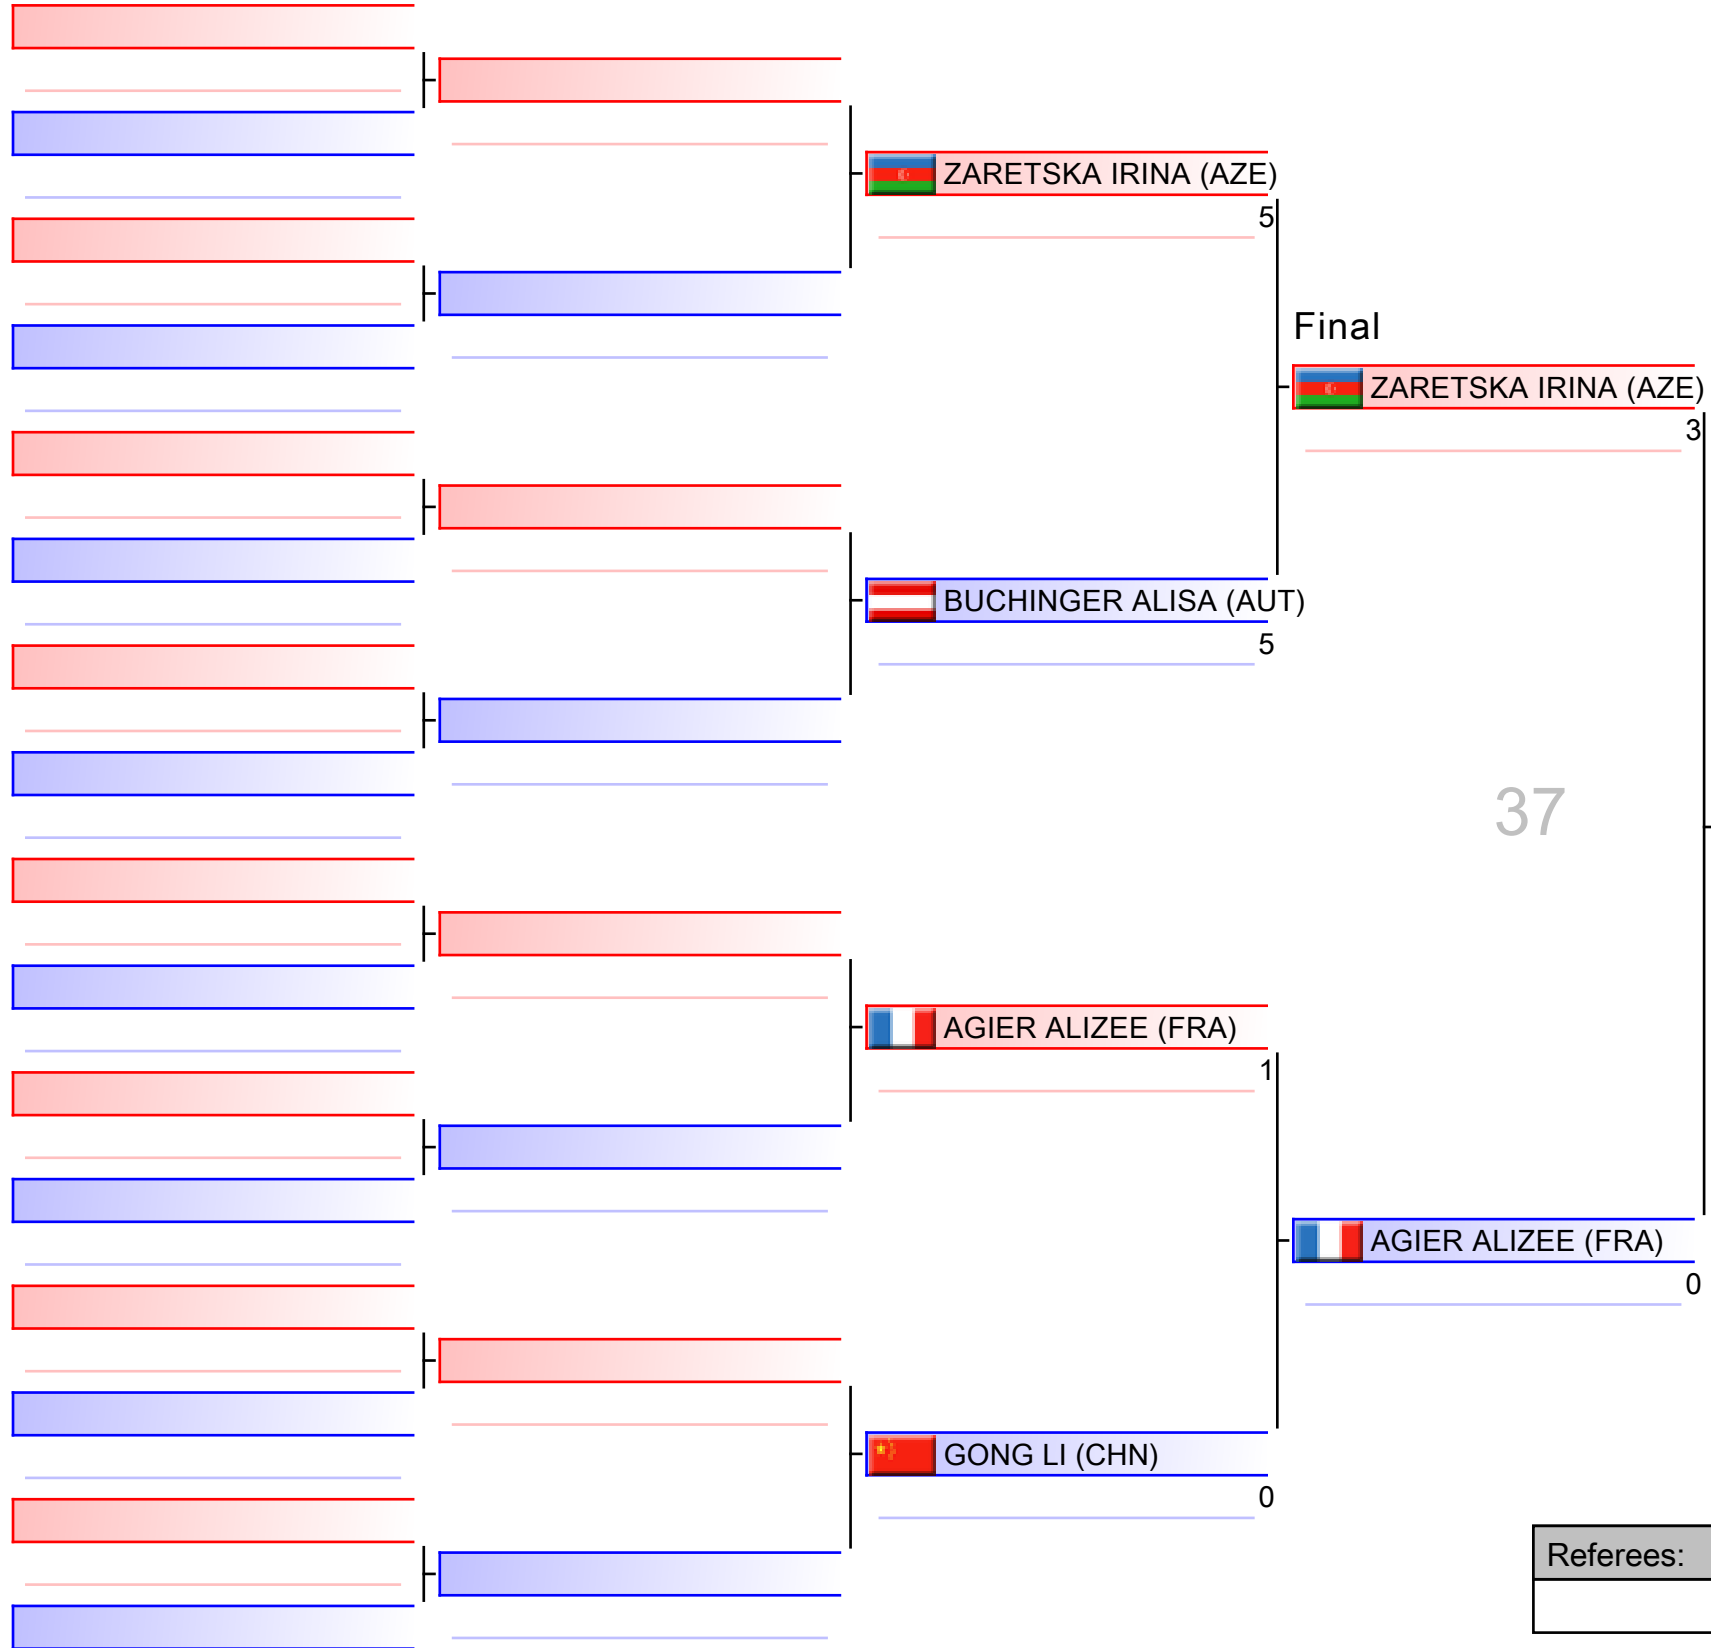 ZARETSKA IRINA (AZE)
5
Final
ZARETSKA IRINA (AZE)
3
BUCHINGER ALISA (AUT)
5
37
AGIER ALIZEE (FRA)
1
AGIER ALIZEE (FRA)
0
GONG LI (CHN)
0
Referees: